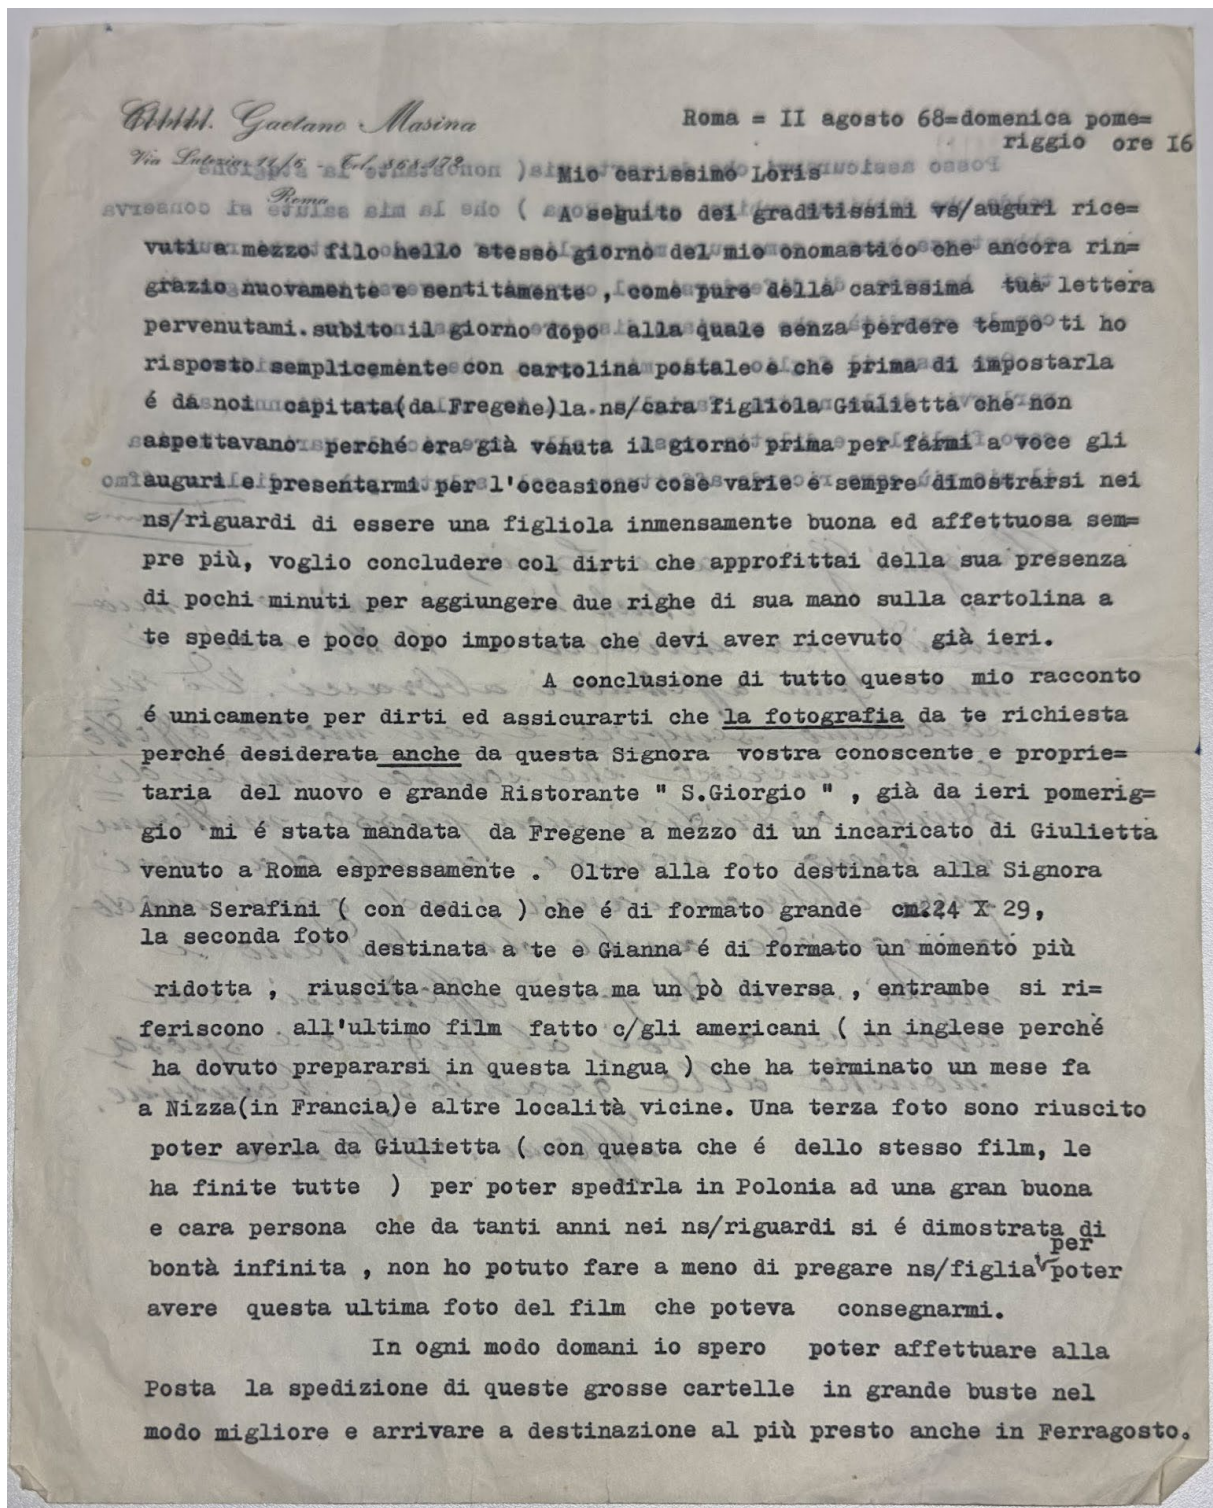 Gaetano Masina
Roma = II agosto 68=domenica pome=
riggio ore I6
Via Lutezia 11/6 - Tel. 868.172
Roma
Mio carissimo Loris
A seguito dei graditissimi vs/auguri rice=
vuti a mezzo filo nello stesso giorno del mio onomastico che ancora rin=
grazio nuovamente e sentitamente , come pure della carissima tua lettera
pervenutami subito il giorno dopo alla quale senza perdere tempo ti ho
risposto semplicemente con cartolina postale e che prima di impostarla
é da noi capitata(da Fregene)la ns/cara figliola Giulietta che non
aspettavano perché era già venuta il giorno prima per farmi a voce gli
auguri e presentarmi per l'occasione cose varie e sempre dimostrarsi nei
ns/riguardi di essere una figliola inmensamente buona ed affettuosa sem=
pre più, voglio concludere col dirti che approfittai della sua presenza
di pochi minuti per aggiungere due righe di sua mano sulla cartolina a
te spedita e poco dopo impostata che devi aver ricevuto già ieri.
A conclusione di tutto questo mio racconto
é unicamente per dirti ed assicurarti che la fotografia da te richiesta
perché desiderata anche da questa Signora vostra conoscente e proprie=
taria del nuovo e grande Ristorante " S.Giorgio " , già da ieri pomerig=
gio mi é stata mandata da Fregene a mezzo di un incaricato di Giulietta
venuto a Roma espressamente . Oltre alla foto destinata alla Signora
Anna Serafini ( con dedica ) che é di formato grande cm.24 X 29,
la seconda foto destinata a te e Gianna é di formato un momento più
ridotta , riuscita anche questa ma un pò diversa , entrambe si ri=
feriscono all'ultimo film fatto c/gli americani ( in inglese perché
ha dovuto prepararsi in questa lingua ) che ha terminato un mese fa
a Nizza(in Francia)e altre località vicine. Una terza foto sono riuscito
poter averla da Giulietta ( con questa che é dello stesso film, le
ha finite tutte ) per poter spedirla in Polonia ad una gran buona
e cara persona che da tanti anni nei ns/riguardi si é dimostrata di
bontà infinita , non ho potuto fare a meno di pregare ns/figlia per poter
avere questa ultima foto del film che poteva consegnarmi.
In ogni modo domani io spero poter affettuare alla
Posta la spedizione di queste grosse cartelle in grande buste nel
modo migliore e arrivare a destinazione al più presto anche in Ferragosto.